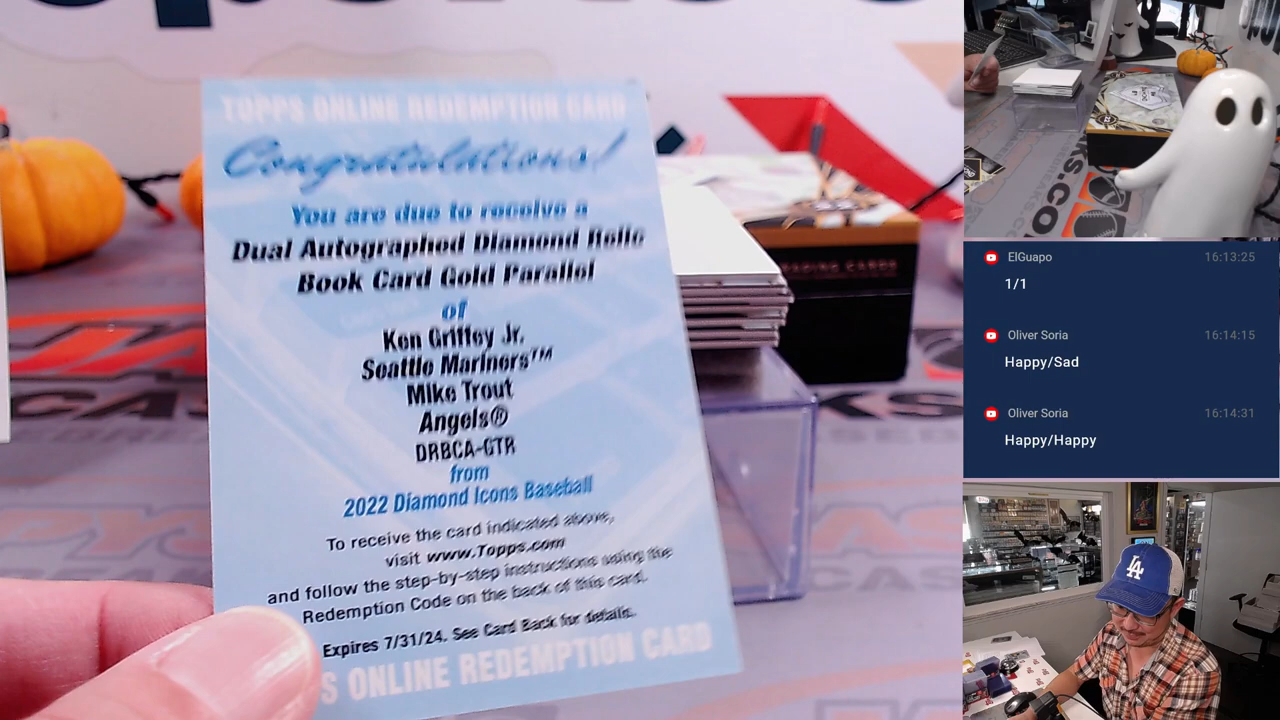 TOPPS ONLINE REDEMPTION CARD
Congratulations!
You are due to receive a
Dual Autographed Diamond Relic
Book Card Gold Parallel
of
Ken Griffey Jr.
Seattle Mariners™
Mike Trout
Angels®
DRBCA-GTR
from
2022 Diamond Icons Baseball
To receive the card indicated above,
visit www.Topps.com
and follow the step-by-step instructions using the
Redemption Code on the back of this card.
Expires 7/31/24. See Card Back for details.
S ONLINE REDEMPTION CARD
TRADING CARDS
ElGuapo 16:13:25
1/1
Oliver Soria 16:14:15
Happy/Sad
Oliver Soria 16:14:31
Happy/Happy
LA